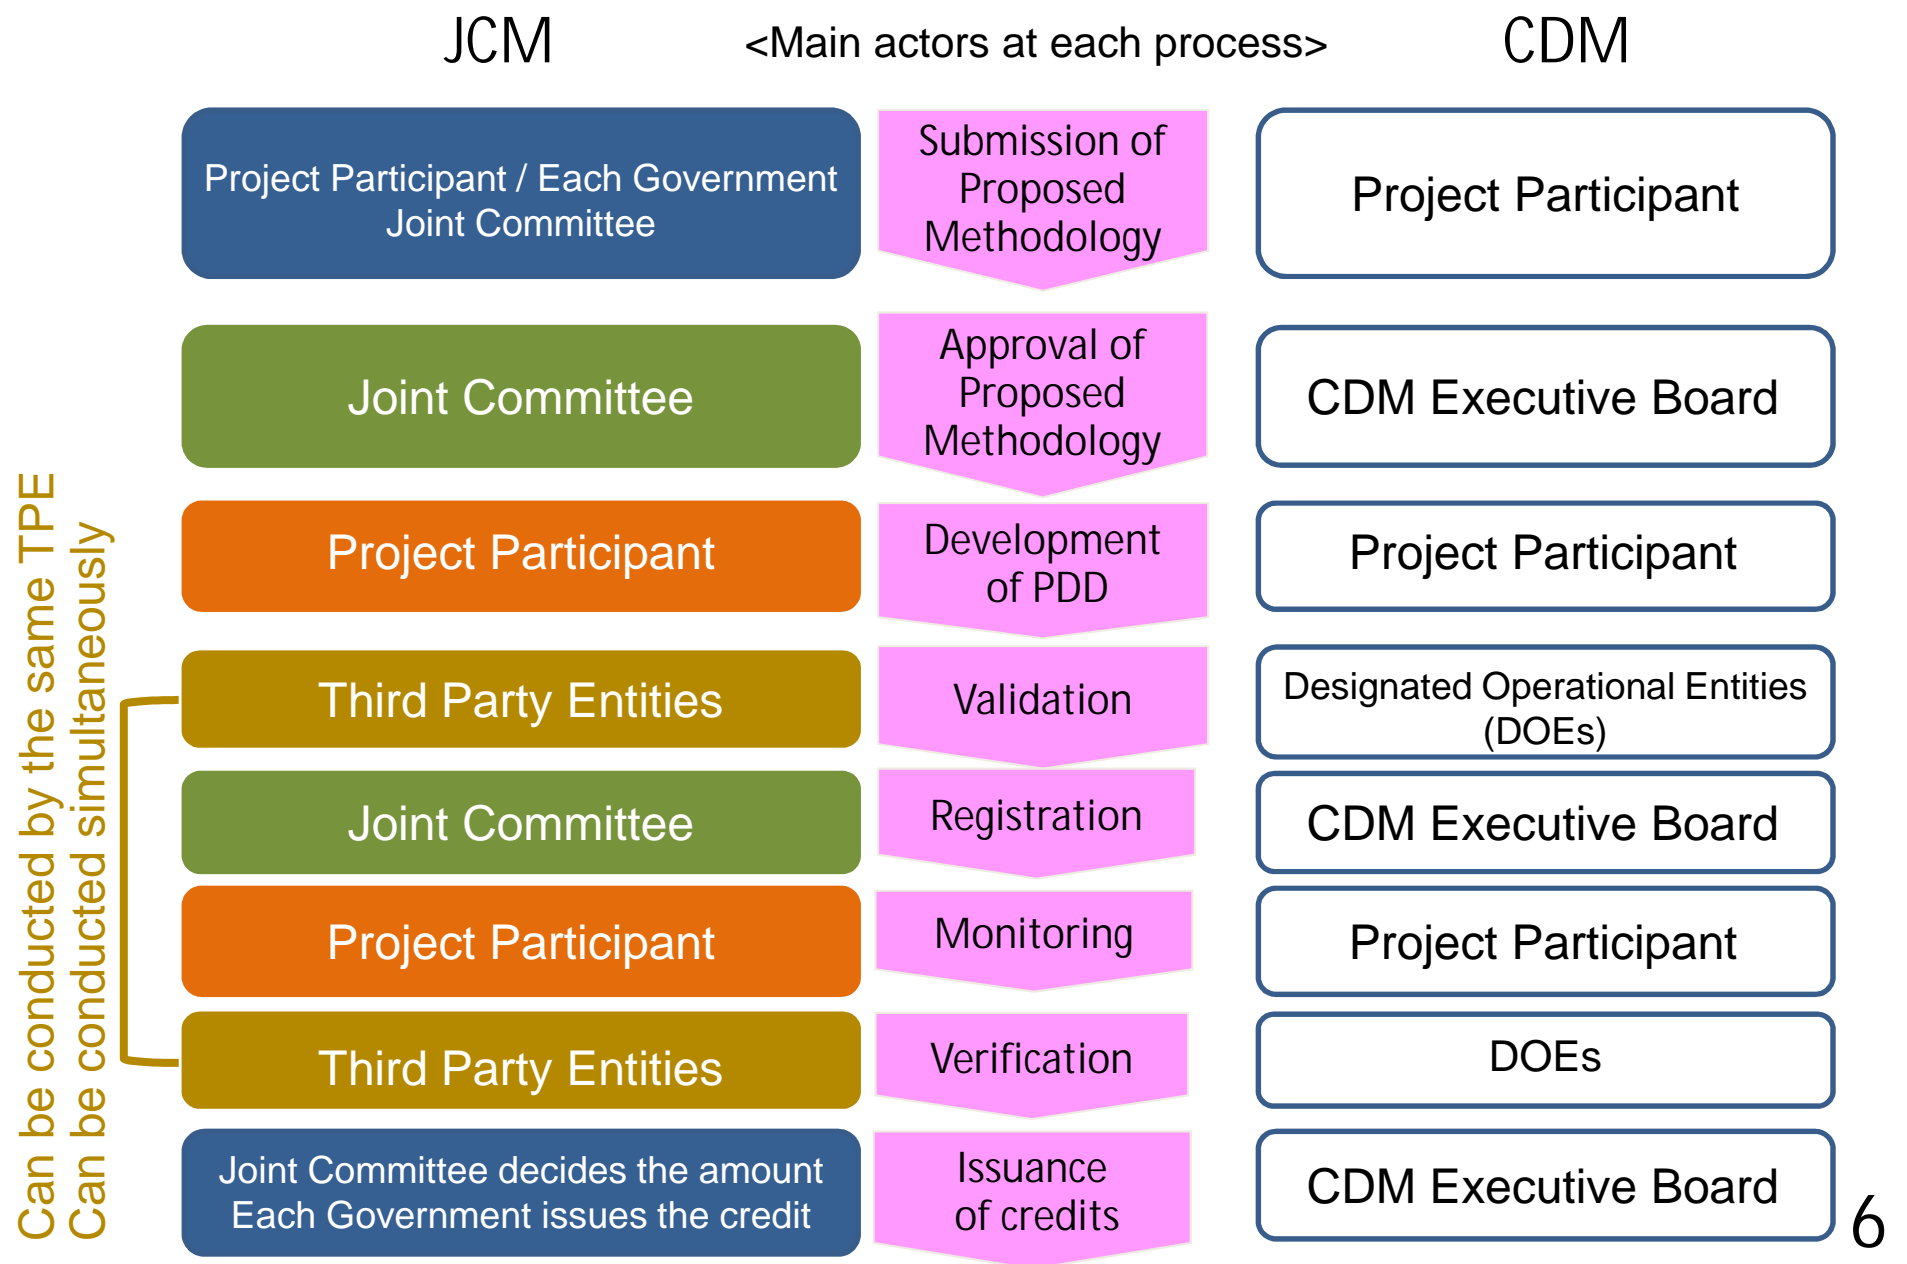 JCM
<Main actors at each process>
CDM
Project Participant / Each Government
Joint Committee
Submission of
Proposed
Methodology
Project Participant
Joint Committee
Approval of
Proposed
Methodology
CDM Executive Board
Project Participant
Development
of PDD
Project Participant
Third Party Entities
Validation
Designated Operational Entities
(DOEs)
Joint Committee
Registration
CDM Executive Board
Project Participant
Monitoring
Project Participant
Third Party Entities
Verification
DOEs
Joint Committee decides the amount
Each Government issues the credit
Issuance
of credits
CDM Executive Board
Can be conducted by the same TPE
Can be conducted simultaneously
6